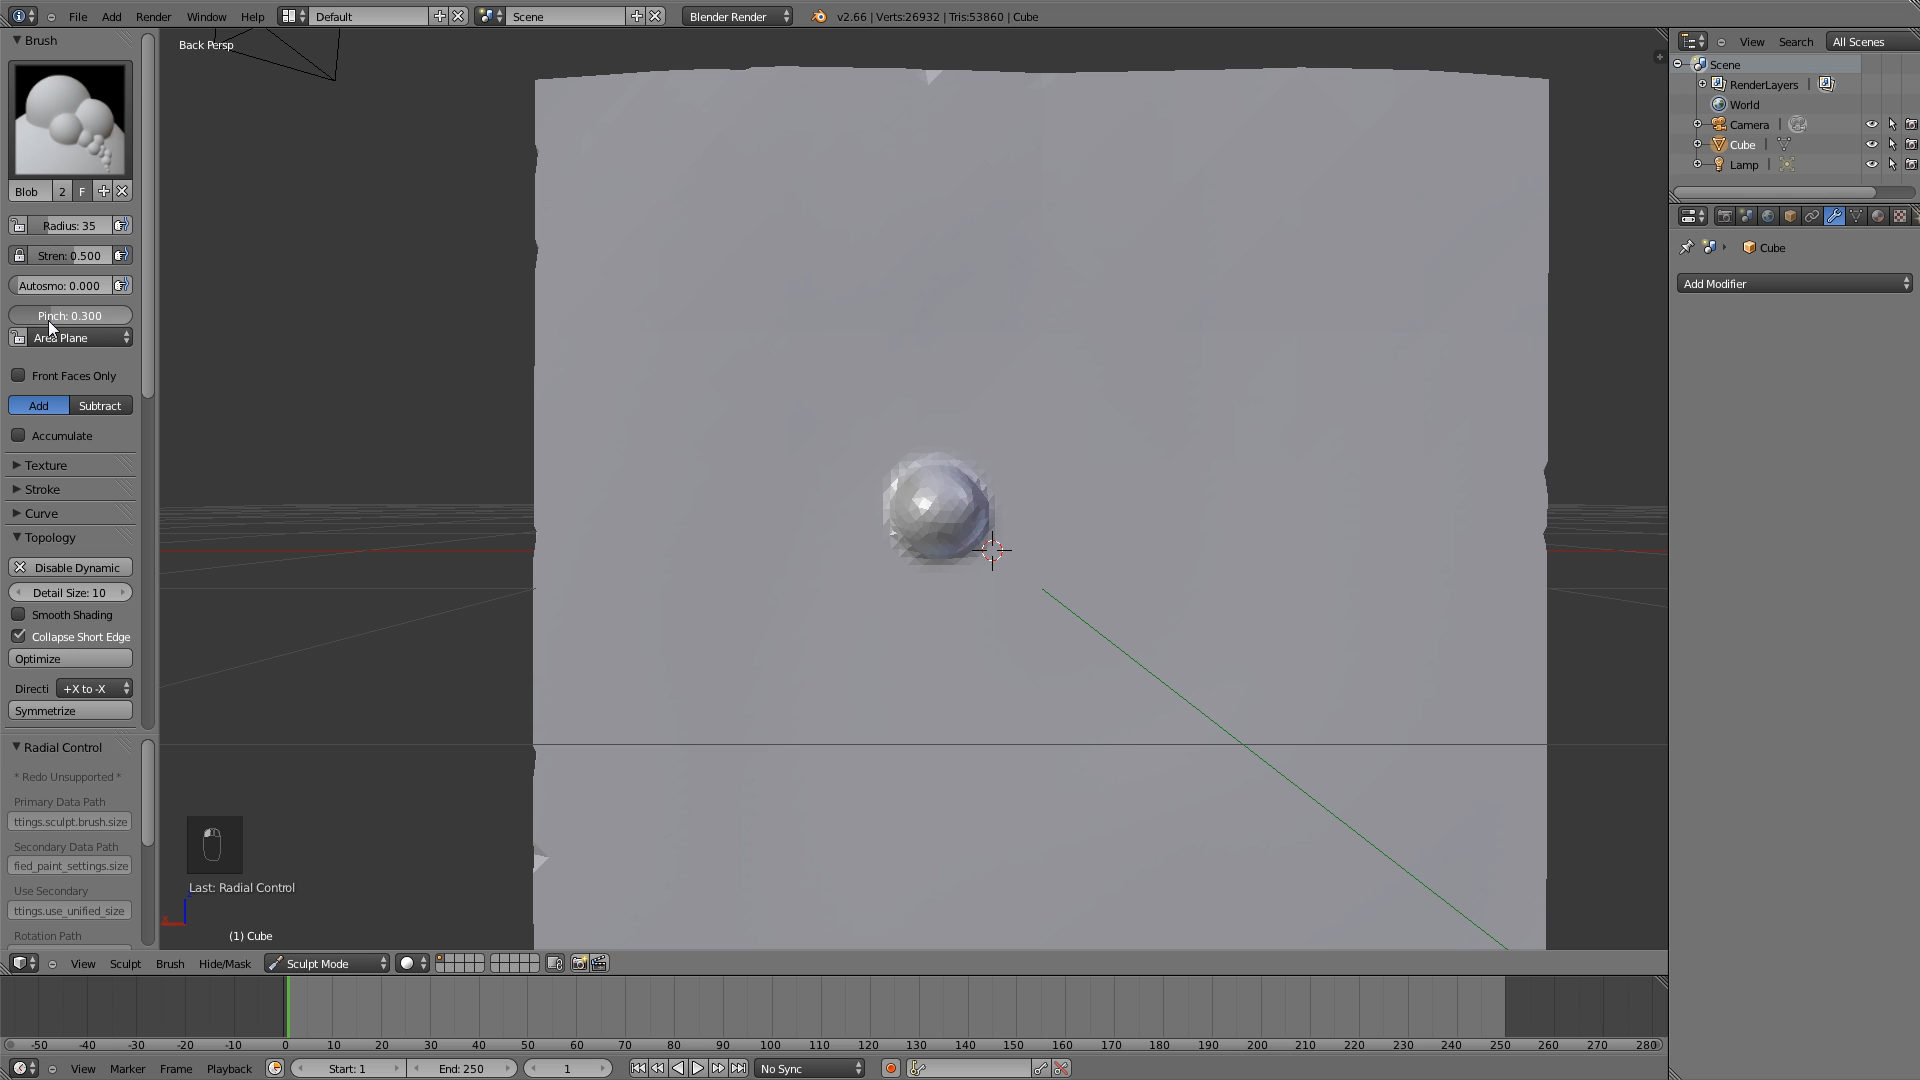 File Add Render Window Help Default Scene Blender Render v2.66 | Verts:26932 | Tris:53860 | Cube
Brush
Back Persp
Blob 2 F
Radius: 35
Stren: 0.500
Autosmo: 0.000
Pinch: 0.300
Area Plane
Front Faces Only
Add Subtract
Accumulate
Texture
Stroke
Curve
Topology
Disable Dynamic
Detail Size: 10
Smooth Shading
Collapse Short Edge
Optimize
Directi +X to -X
Symmetrize
Radial Control
* Redo Unsupported *
Primary Data Path
ttings.sculpt.brush.size
Secondary Data Path
fied_paint_settings.size
Use Secondary
ttings.use_unified_size
Rotation Path
Last: Radial Control
(1) Cube
View Sculpt Brush Hide/Mask Sculpt Mode
-50 -40 -30 -20 -10 0 10 20 30 40 50 60 70 80 90 100 110 120 130 140 150 160 170 180 190 200 210 220 230 240 250 260 270 280
View Marker Frame Playback Start: 1 End: 250 1 No Sync
View Search All Scenes
Scene
RenderLayers |
World
Camera |
Cube |
Lamp |
Cube
Add Modifier